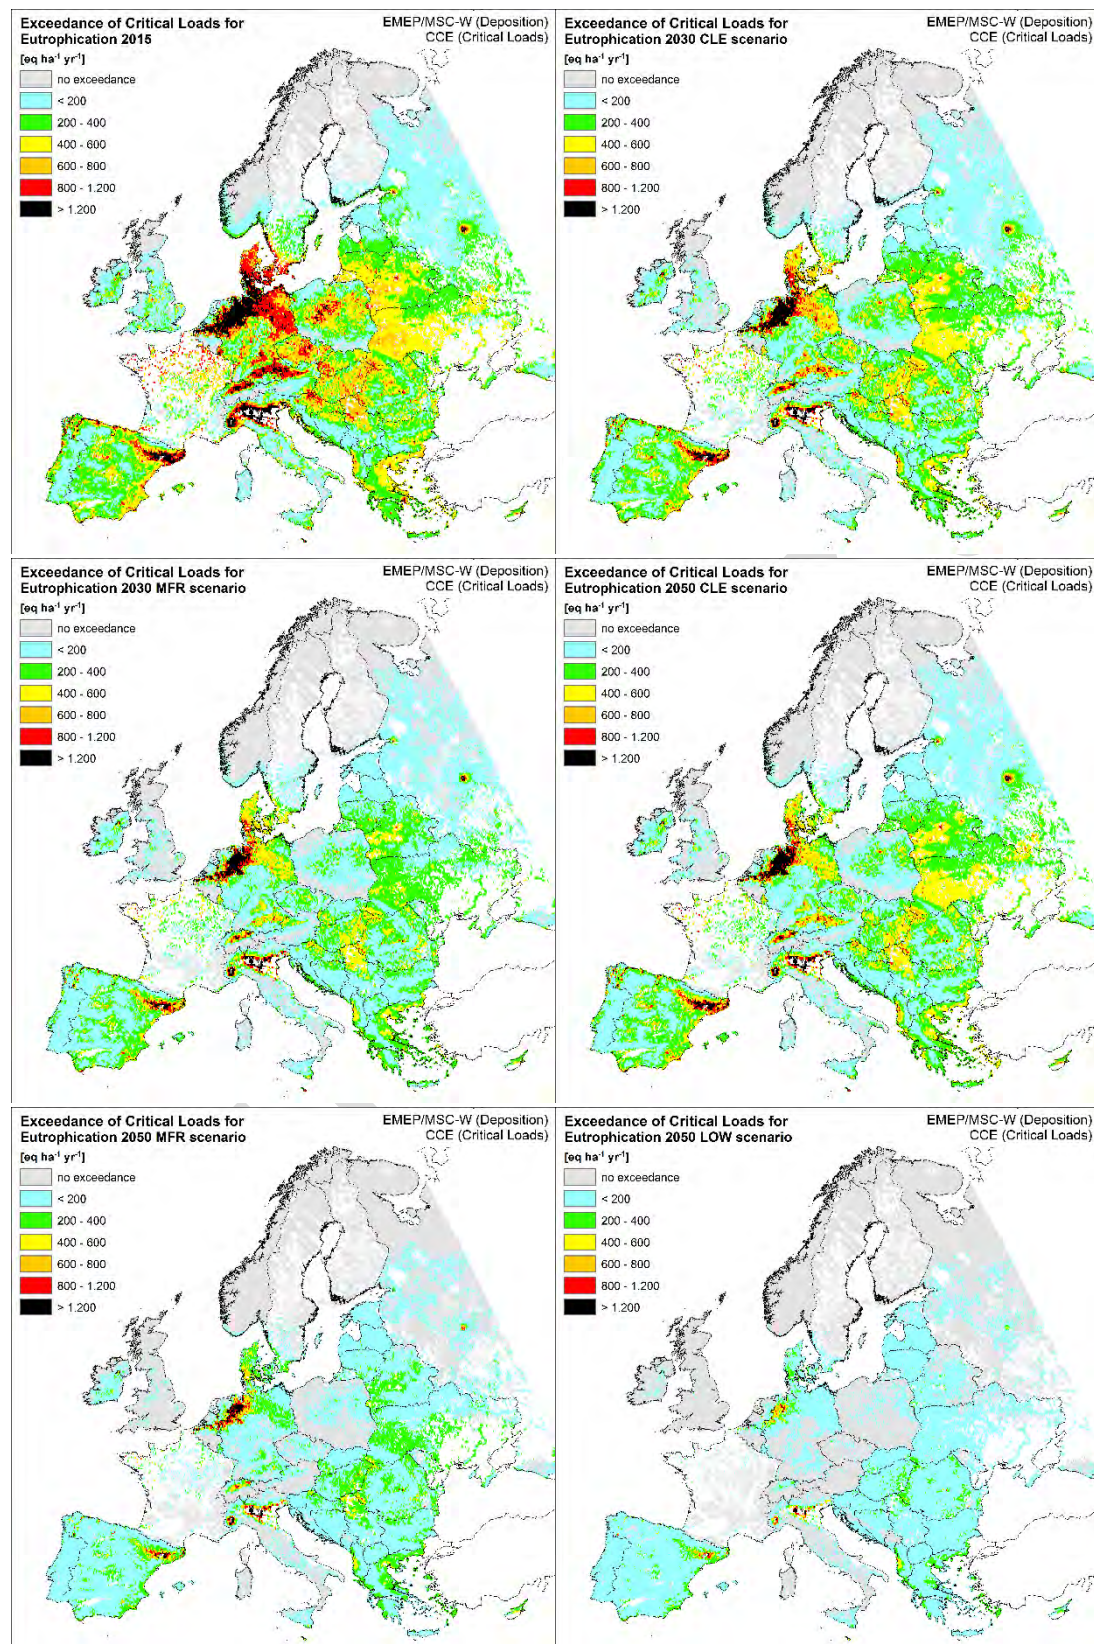 Exceedance of Critical Loads for
Eutrophication 2015
EMEP/MSC-W (Deposition)
CCE (Critical Loads)
[eq ha⁻¹ yr⁻¹]
no exceedance
< 200
200 - 400
400 - 600
600 - 800
800 - 1.200
> 1.200
Exceedance of Critical Loads for
Eutrophication 2030 CLE scenario
EMEP/MSC-W (Deposition)
CCE (Critical Loads)
[eq ha⁻¹ yr⁻¹]
no exceedance
< 200
200 - 400
400 - 600
600 - 800
800 - 1.200
> 1.200
Exceedance of Critical Loads for
Eutrophication 2030 MFR scenario
EMEP/MSC-W (Deposition)
CCE (Critical Loads)
[eq ha⁻¹ yr⁻¹]
no exceedance
< 200
200 - 400
400 - 600
600 - 800
800 - 1.200
> 1.200
Exceedance of Critical Loads for
Eutrophication 2050 CLE scenario
EMEP/MSC-W (Deposition)
CCE (Critical Loads)
[eq ha⁻¹ yr⁻¹]
no exceedance
< 200
200 - 400
400 - 600
600 - 800
800 - 1.200
> 1.200
Exceedance of Critical Loads for
Eutrophication 2050 MFR scenario
EMEP/MSC-W (Deposition)
CCE (Critical Loads)
[eq ha⁻¹ yr⁻¹]
no exceedance
< 200
200 - 400
400 - 600
600 - 800
800 - 1.200
> 1.200
Exceedance of Critical Loads for
Eutrophication 2050 LOW scenario
EMEP/MSC-W (Deposition)
CCE (Critical Loads)
[eq ha⁻¹ yr⁻¹]
no exceedance
< 200
200 - 400
400 - 600
600 - 800
800 - 1.200
> 1.200